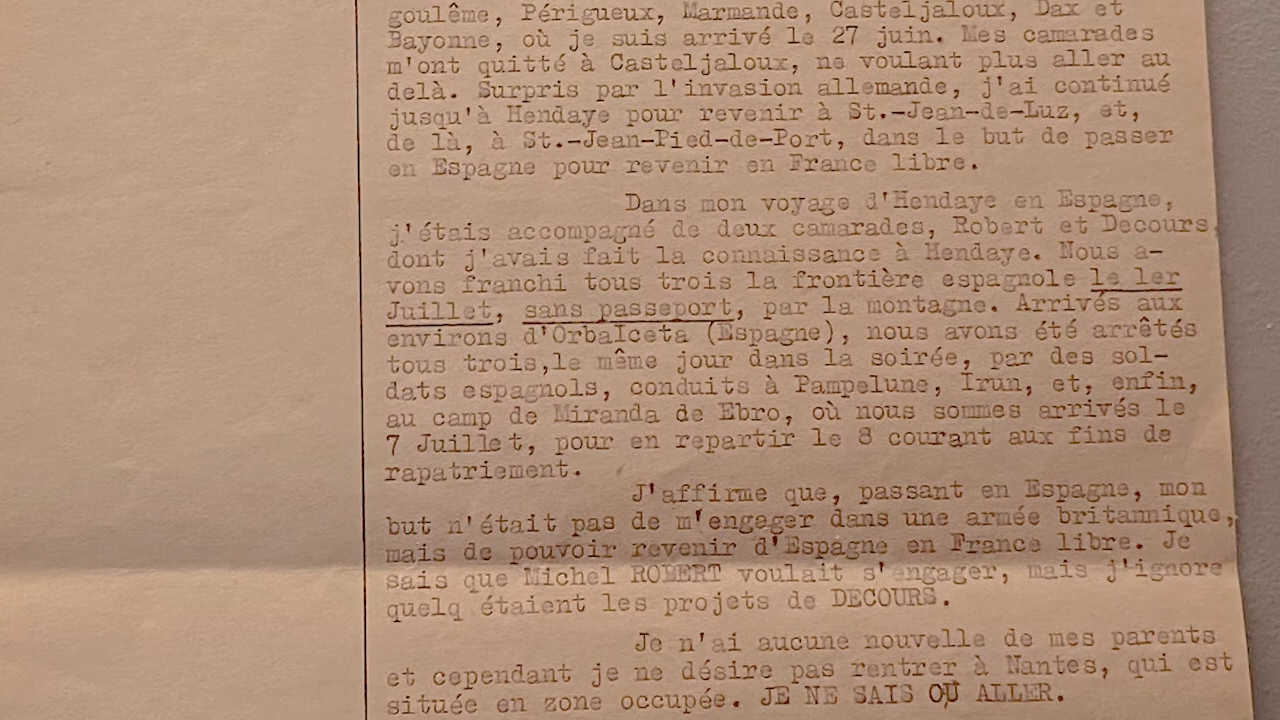 goulême, Périgueux, Marmande, Casteljaloux, Dax et
Bayonne, où je suis arrivé le 27 juin. Mes camarades
m'ont quitté à Casteljaloux, ne voulant plus aller au
delà. Surpris par l'invasion allemande, j'ai continué
jusqu'à Hendaye pour revenir à St.-Jean-de-Luz, et,
de là, à St.-Jean-Pied-de-Port, dans le but de passer
en Espagne pour revenir en France libre.
Dans mon voyage d'Hendaye en Espagne,
j'étais accompagné de deux camarades, Robert et Decours,
dont j'avais fait la connaissance à Hendaye. Nous a-
vons franchi tous trois la frontière espagnole le 1er
Juillet, sans passeport, par la montagne. Arrivés aux
environs d'OrbaIceta (Espagne), nous avons été arrêtés
tous trois,le même jour dans la soirée, par des sol-
dats espagnols, conduits à Pampelune, Irun, et, enfin,
au camp de Miranda de Ebro, où nous sommes arrivés le
7 Juillet, pour en repartir le 8 courant aux fins de
rapatriement.
J'affirme que, passant en Espagne, mon
but n'était pas de m'engager dans une armée britannique,
mais de pouvoir revenir d'Espagne en France libre. Je
sais que Michel ROBERT voulait s'engager, mais j'ignore
quelq étaient les projets de DECOURS.
Je n'ai aucune nouvelle de mes parents
et cependant je ne désire pas rentrer à Nantes, qui est
située en zone occupée. JE NE SAIS OÙ ALLER.